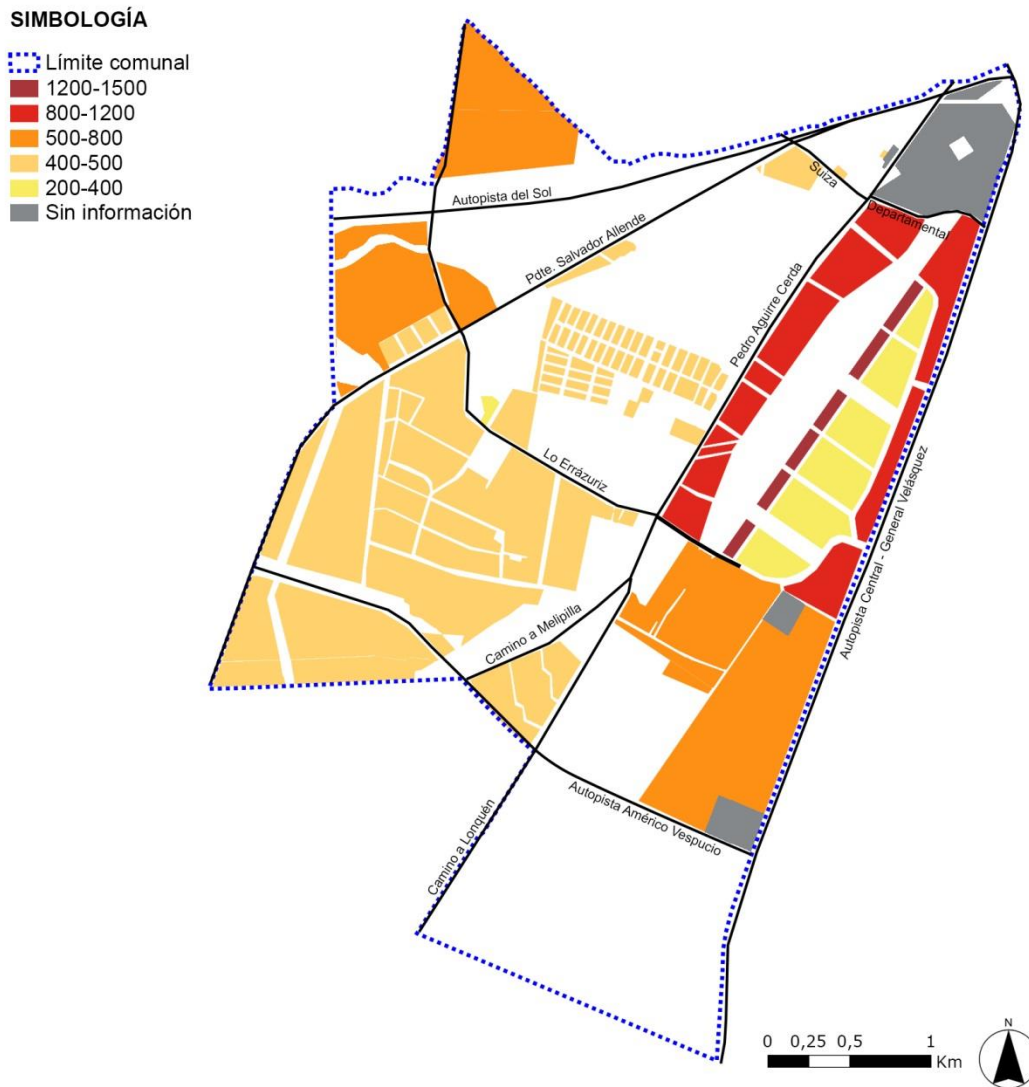 SIMBOLOGÍA
Límite comunal
1200-1500
800-1200
500-800
400-500
200-400
Sin información
Autopista del Sol
Suiza
Departamental
Pdte. Salvador Allende
Pedro Aguirre Cerda
Lo Errázuriz
Autopista Central - General Velásquez
Camino a Melipilla
Autopista Américo Vespucio
Camino a Lonquén
N
0 0,25 0,5 1
Km